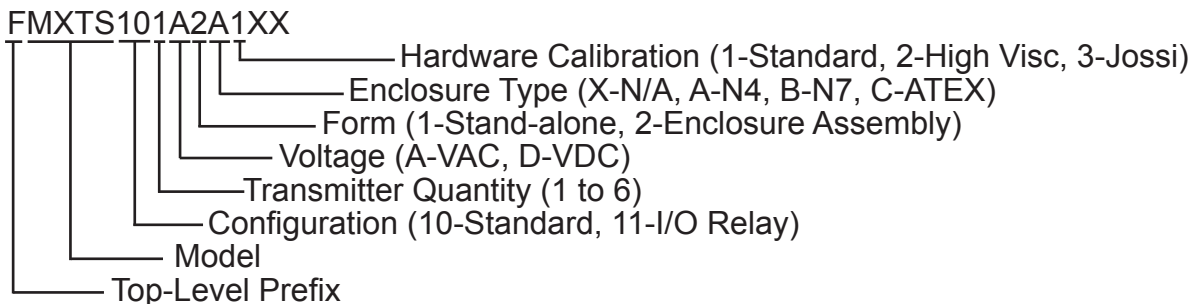 FMXTS101A2A1XX
Hardware Calibration (1-Standard, 2-High Visc, 3-Jossi)
Enclosure Type (X-N/A, A-N4, B-N7, C-ATEX)
Form (1-Stand-alone, 2-Enclosure Assembly)
Voltage (A-VAC, D-VDC)
Transmitter Quantity (1 to 6)
Configuration (10-Standard, 11-I/O Relay)
Model
Top-Level Prefix